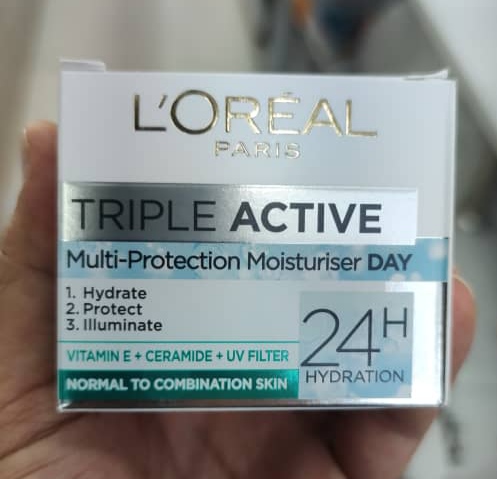 L'ORÉAL
PARIS
TRIPLE ACTIVE
Multi-Protection Moisturiser DAY
1. Hydrate
2. Protect
3. Illuminate
24H
HYDRATION
VITAMIN E + CERAMIDE + UV FILTER
NORMAL TO COMBINATION SKIN